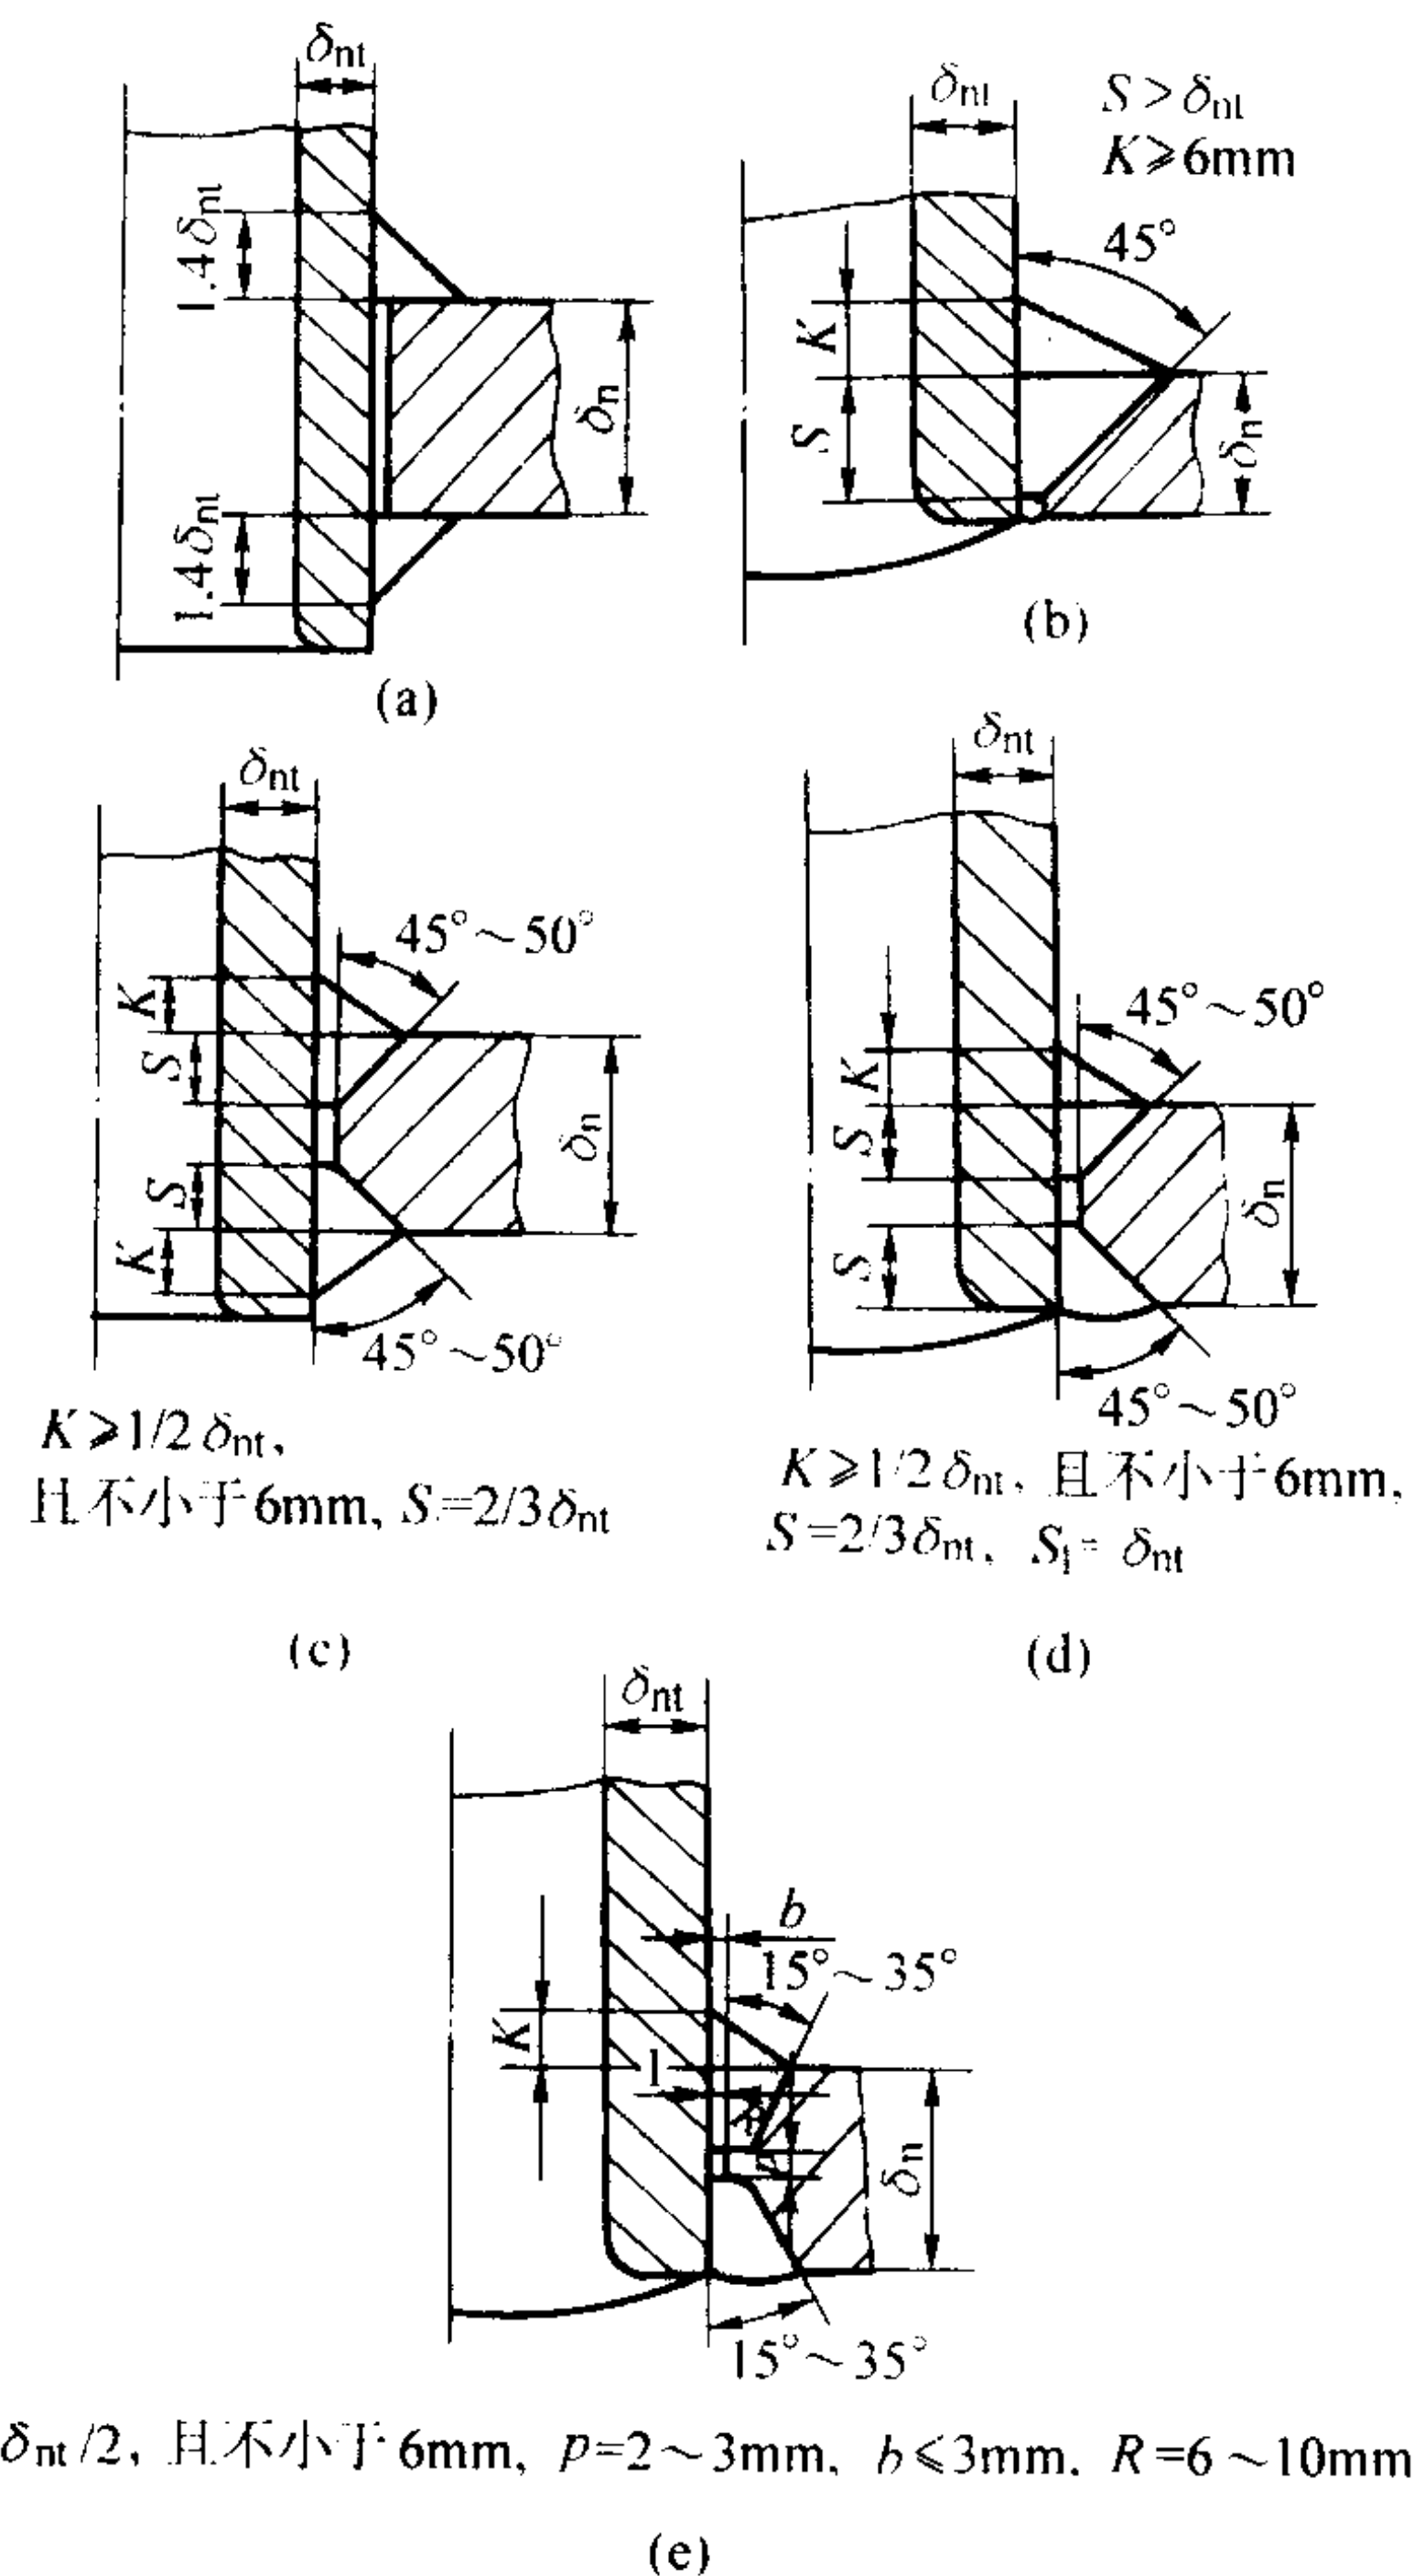 δnt
1.4δnt
δn
1.4δnt
(a)
δnt
S>δnt
K≥6mm
45°
K
S
δn
(b)
δnt
45°~50°
K
S
S
K
δn
45°~50°
K≥1/2δnt,
且不小于6mm, S=2/3δnt
(c)
δnt
45°~50°
K
S
S
δn
45°~50°
K≥1/2δnt, 且不小于6mm,
S=2/3δnt, S1=δnt
(d)
δnt
b
15°~35°
K
1
R
p
δn
15°~35°
δnt/2, 且不小于6mm, p=2~3mm, b≤3mm, R=6~10mm
(e)